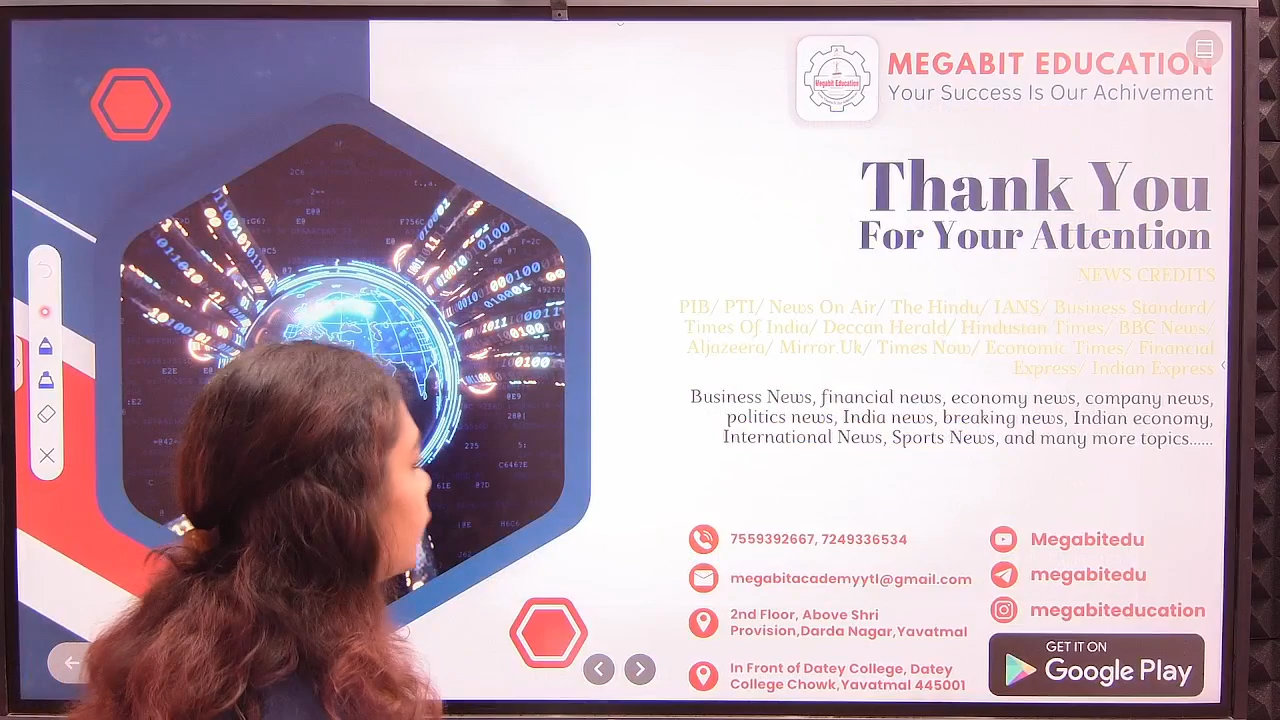 MEGABIT EDUCATION
Your Success Is Our Achivement
Megabit Education
Thank You
For Your Attention
NEWS CREDITS
PIB/ PTI/ News On Air/ The Hindu/ IANS/ Business Standard/
Times Of India/ Deccan Herald/ Hindustan Times/ BBC News/
Aljazeera/ Mirror.Uk/ Times Now/ Economic Times/ Financial
Express/ Indian Express
Business News, financial news, economy news, company news,
politics news, India news, breaking news, Indian economy,
International News, Sports News, and many more topics......
7559392667, 7249336534
megabitacademyytl@gmail.com
2nd Floor, Above Shri
Provision,Darda Nagar,Yavatmal
In Front of Datey College, Datey
College Chowk,Yavatmal 445001
Megabitedu
megabitedu
megabiteducation
GET IT ON
Google Play